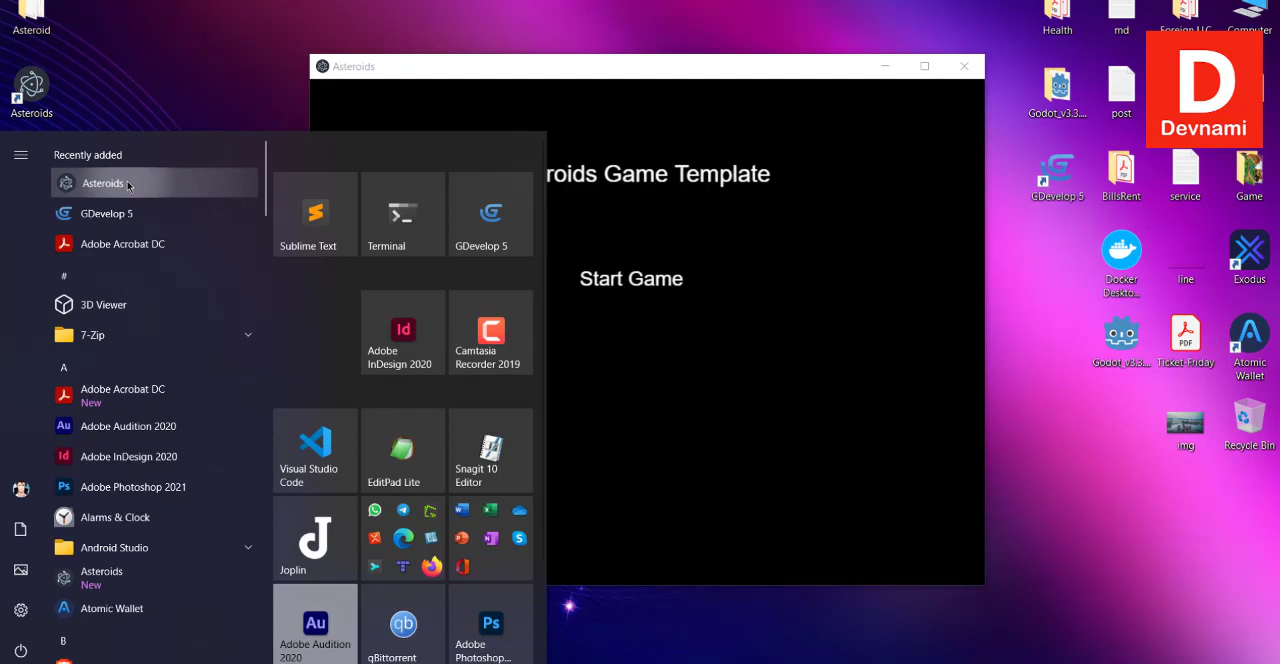 Asteroid
Asteroids
Asteroids
roids Game Template
Start Game
Recently added
Asteroids
GDevelop 5
Adobe Acrobat DC
#
3D Viewer
7-Zip
A
Adobe Acrobat DC
New
Adobe Audition 2020
Adobe InDesign 2020
Adobe Photoshop 2021
Alarms & Clock
Android Studio
Asteroids
New
Atomic Wallet
B
Sublime Text
Terminal
GDevelop 5
Adobe
InDesign 2020
Camtasia
Recorder 2019
Visual Studio
Code
EditPad Lite
Snagit 10
Editor
Joplin
Adobe Audition
2020
qBittorrent
Adobe
Photoshop...
Health
md
Foreign LLC
Computer
Godot_v3.3....
post
D
Devnami
GDevelop 5
BillsRent
service
Game
Docker
Deskto...
line
Exodus
Godot_v3.3....
PDF
Ticket-Friday
Atomic
Wallet
img
Recycle Bin